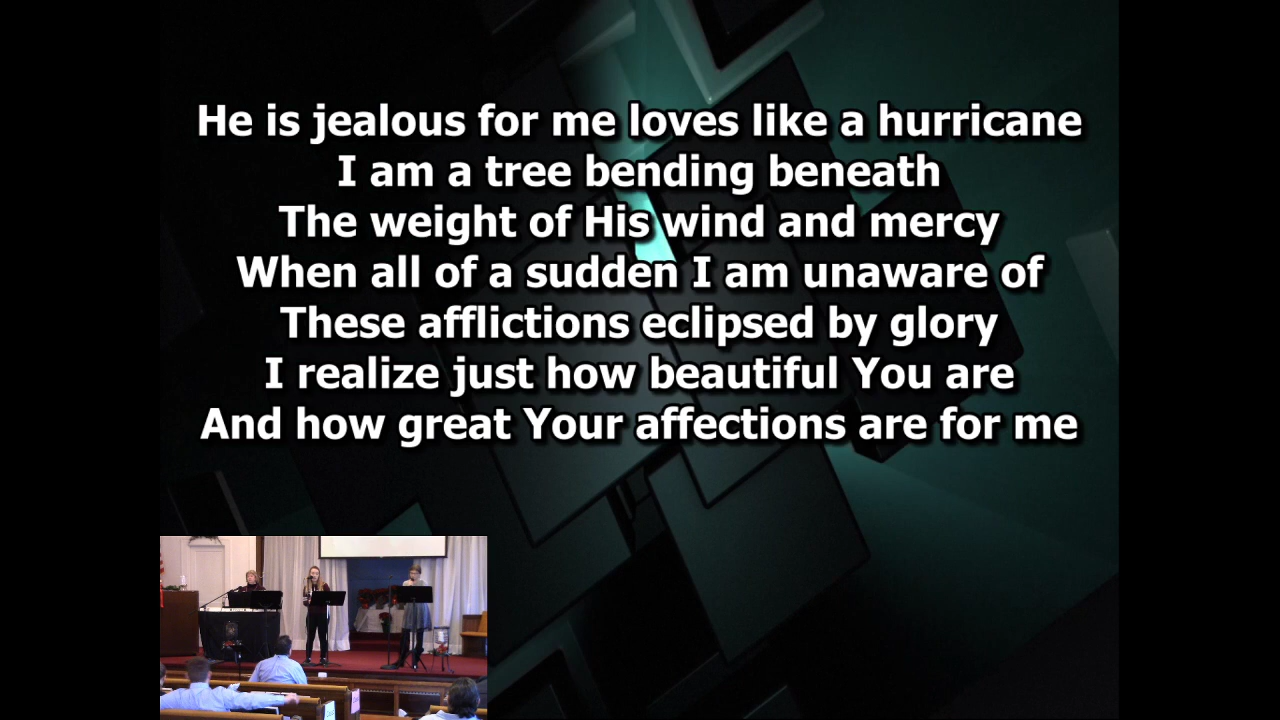 He is jealous for me loves like a hurricane
I am a tree bending beneath
The weight of His wind and mercy
When all of a sudden I am unaware of
These afflictions eclipsed by glory
I realize just how beautiful You are
And how great Your affections are for me